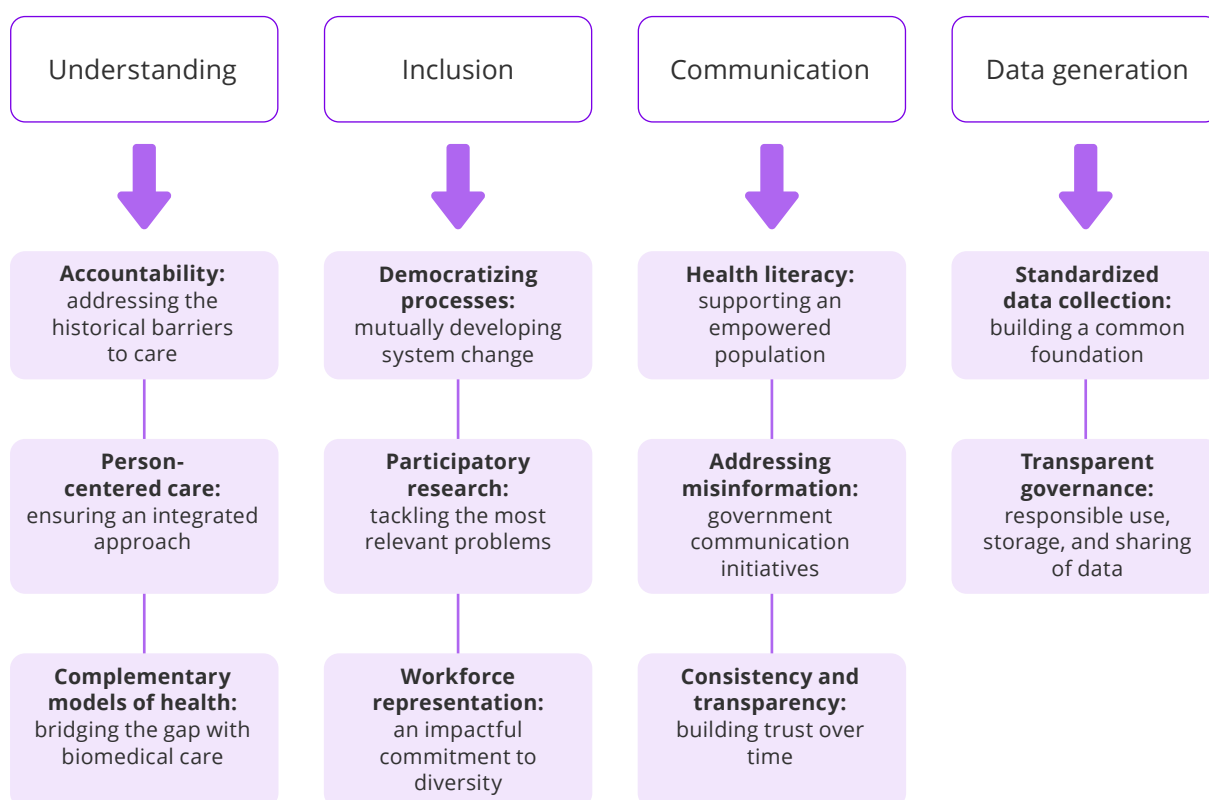 Understanding
Accountability:
addressing the
historical barriers
to care
Person-
centered care:
ensuring an integrated
approach
Complementary
models of health:
bridging the gap with
biomedical care
Inclusion
Democratizing
processes:
mutually developing
system change
Participatory
research:
tackling the most
relevant problems
Workforce
representation:
an impactful
commitment to
diversity
Communication
Health literacy:
supporting an
empowered
population
Addressing
misinformation:
government
communication
initiatives
Consistency and
transparency:
building trust over
time
Data generation
Standardized
data collection:
building a common
foundation
Transparent
governance:
responsible use,
storage, and sharing
of data